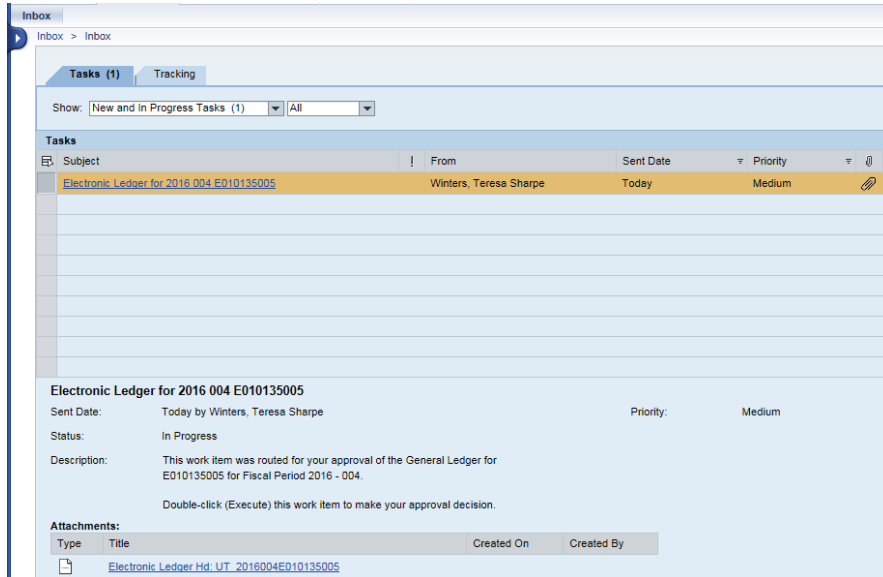 Inbox
Inbox > Inbox
Tasks (1) Tracking
Show: New and In Progress Tasks (1) All
Tasks
Subject ! From Sent Date Priority
Electronic Ledger for 2016 004 E010135005 Winters, Teresa Sharpe Today Medium
Electronic Ledger for 2016 004 E010135005
Sent Date: Today by Winters, Teresa Sharpe Priority: Medium
Status: In Progress
Description: This work item was routed for your approval of the General Ledger for
E010135005 for Fiscal Period 2016 - 004.
Double-click (Execute) this work item to make your approval decision.
Attachments:
Type Title Created On Created By
Electronic Ledger Hd: UT_2016004E010135005